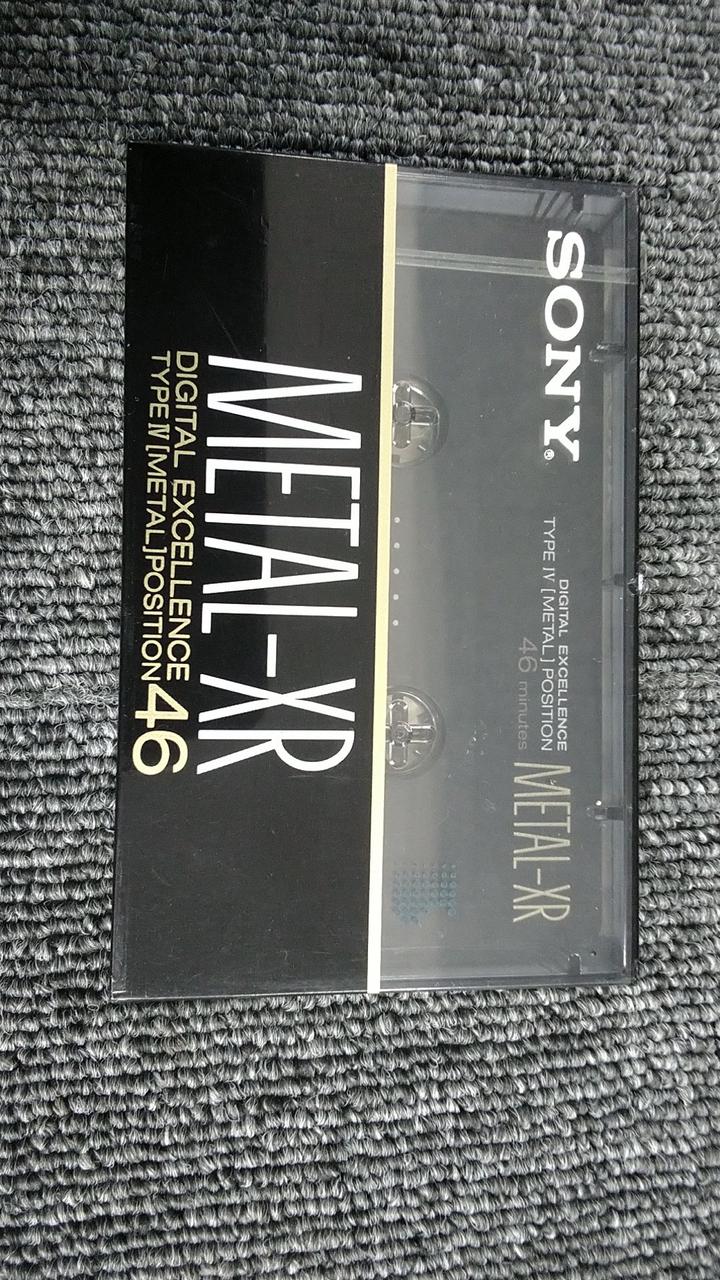 SONY®
DIGITAL EXCELLENCE
TYPE IV [METAL] POSITION
46 minutes
METAL-XR
METAL-XR
DIGITAL EXCELLENCE
TYPE IV [METAL] POSITION 46